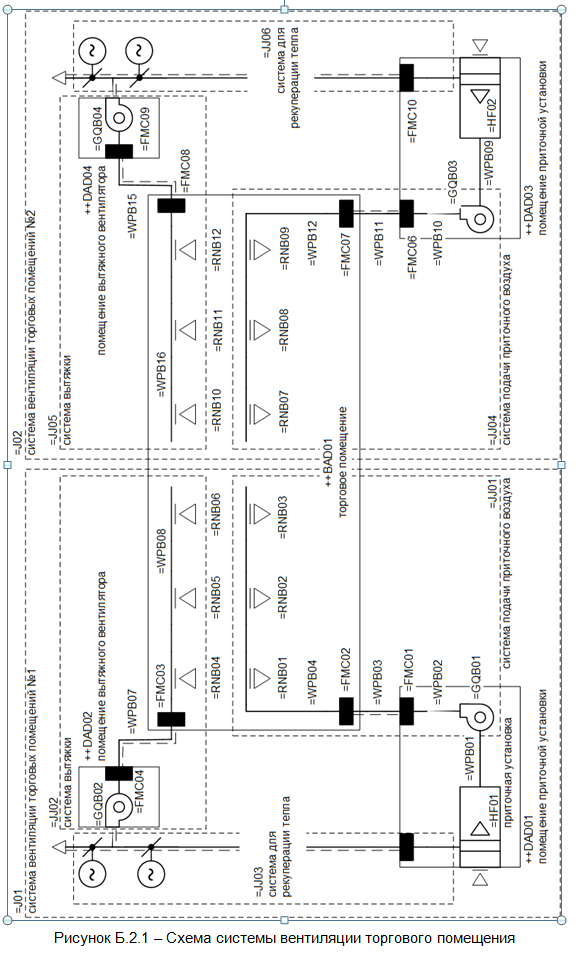 =J02
система вентиляции торговых помещений №2
=JJ05
система вытяжки
=GQB04
=FMC09
++DAD04
помещение вытяжного вентилятора
=WPB15
=FMC08
=WPB16
=RNB10
=RNB11
=RNB12
=JJ06
система для
рекуперации теппа
=FMC10
=HF02
=WPB09
=GQB03
++DAD03
помещение приточной установки
=RNB07
=RNB08
=RNB09
=WPB12
=FMC07
=WPB11
=FMC06
=WPB10
=JJ04
система подачи приточного воздуха
++BAD01
торговое помещение
=J01
система вентиляции торговых помещений №1
=JJ02
система вытяжки
=GQB02
=FMC04
++DAD02
помещение вытяжного вентилятора
=WPB07
=FMC03
=WPB08
=RNB04
=RNB05
=RNB06
=JJ03
система для
рекуперации теппа
=RNB01
=RNB02
=RNB03
=WPB04
=FMC02
=WPB03
=FMC01
=WPB02
=GQB01
=WPB01
=HF01
приточная установка
++DAD01
помещение приточной установки
=JJ01
система подачи приточного воздуха
Рисунок Б.2.1 – Схема системы вентиляции торгового помещения